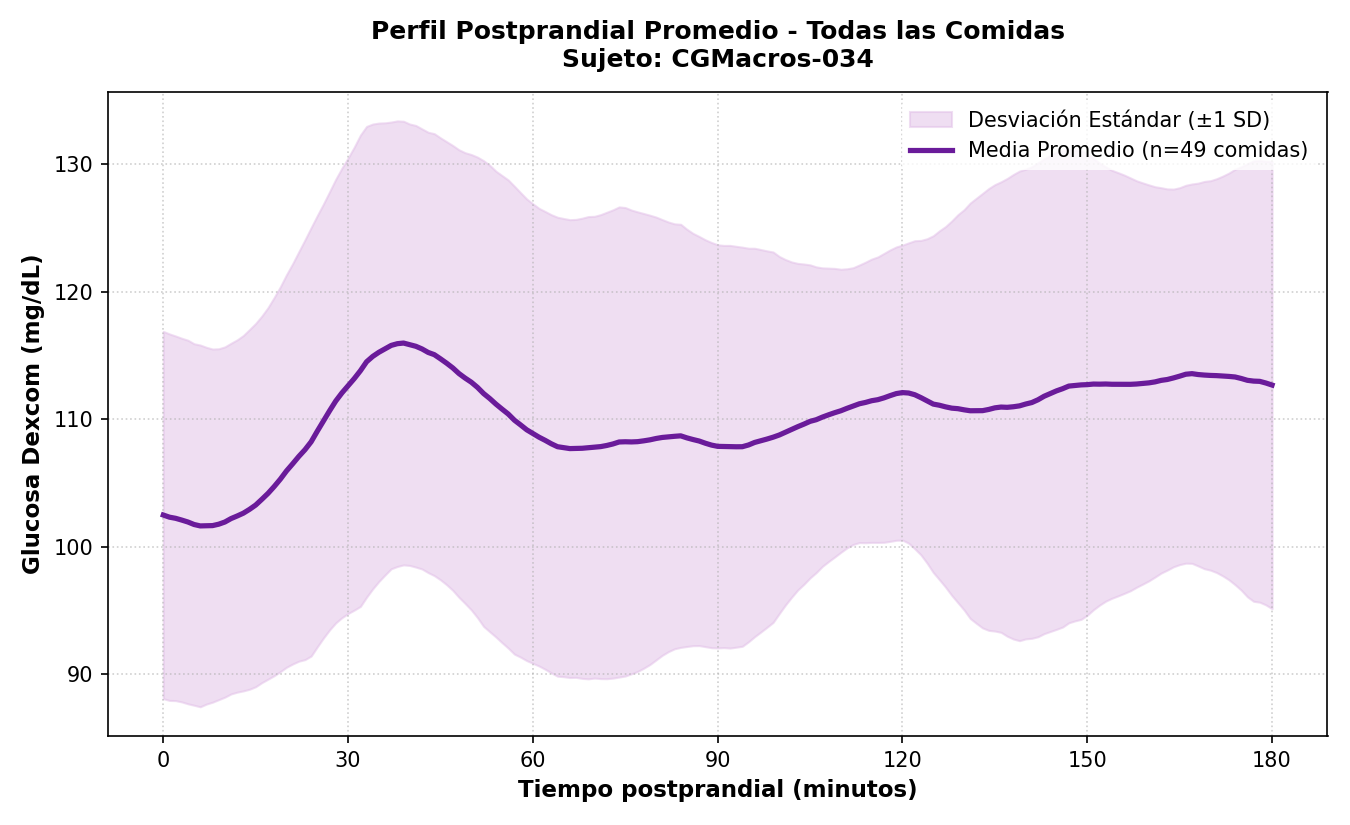 Perfil Postprandial Promedio - Todas las Comidas
Sujeto: CGMacros-034
Desviación Estándar (±1 SD)
Media Promedio (n=49 comidas)
Glucosa Dexcom (mg/dL)
130
120
110
100
90
0 30 60 90 120 150 180
Tiempo postprandial (minutos)